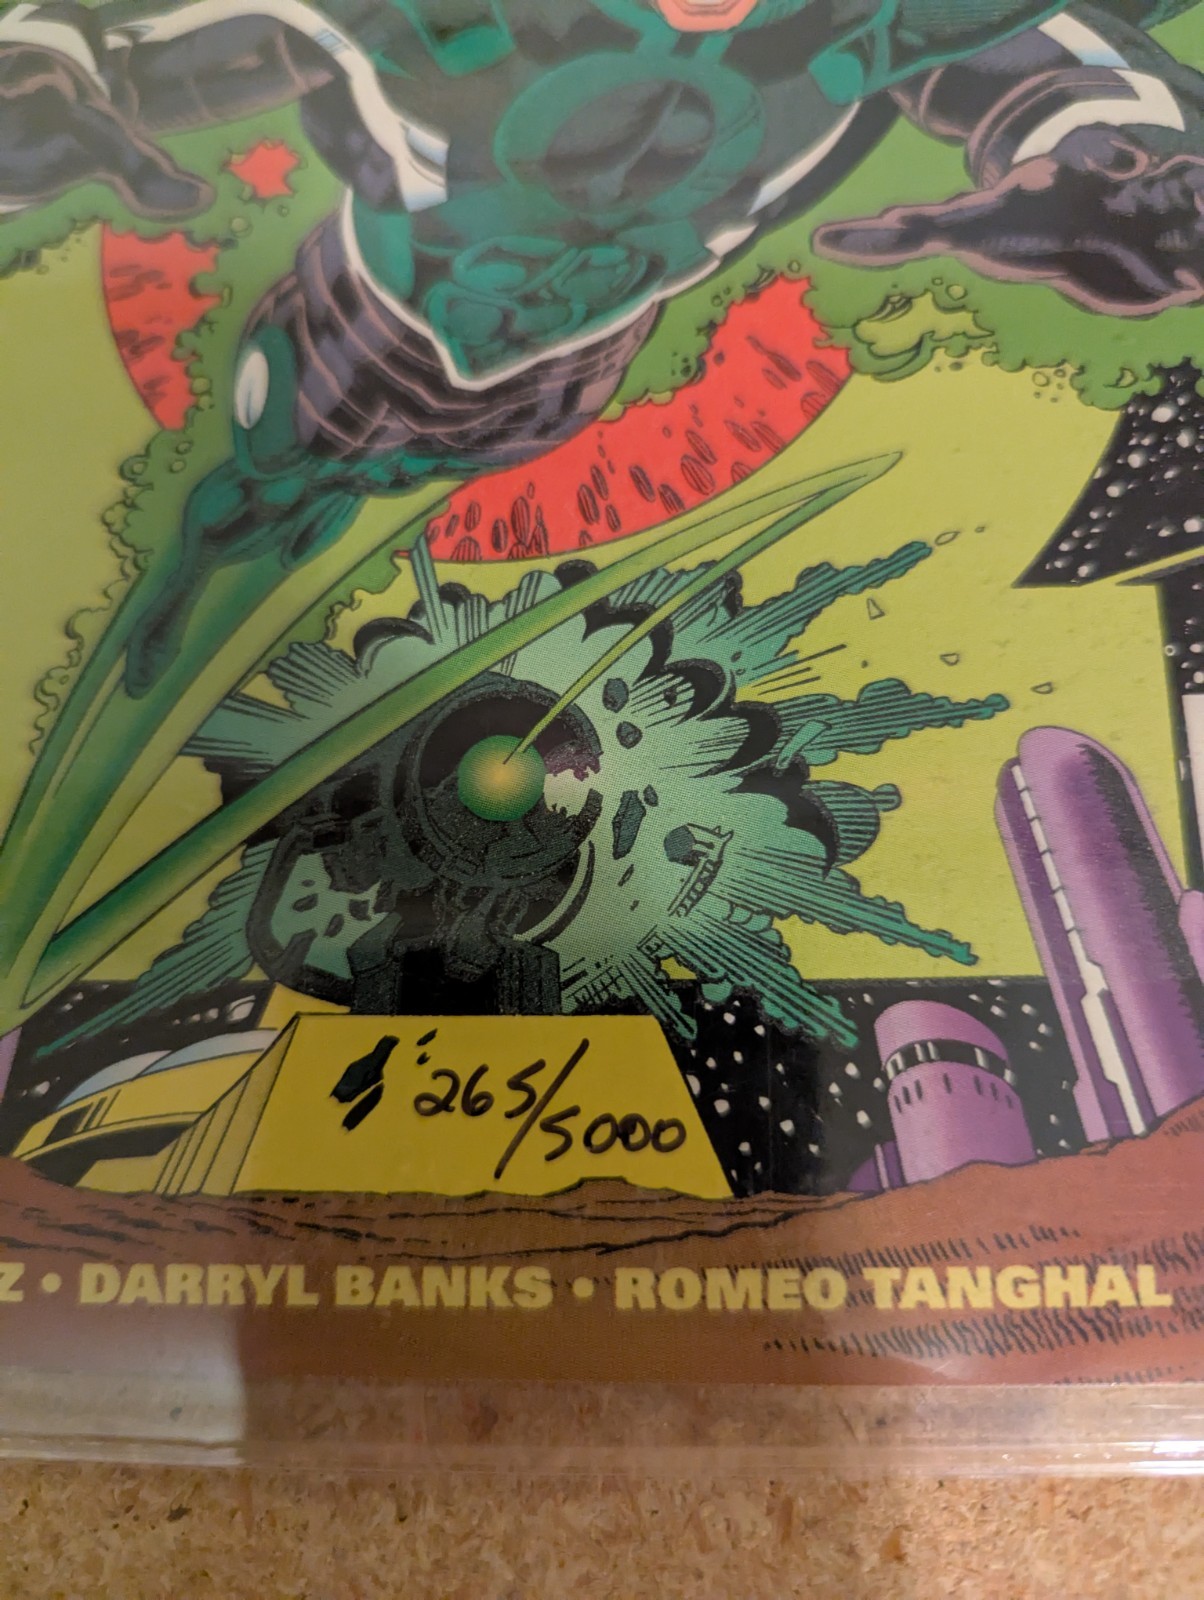 265/5000
Z • DARRYL BANKS • ROMEO TANGHAL